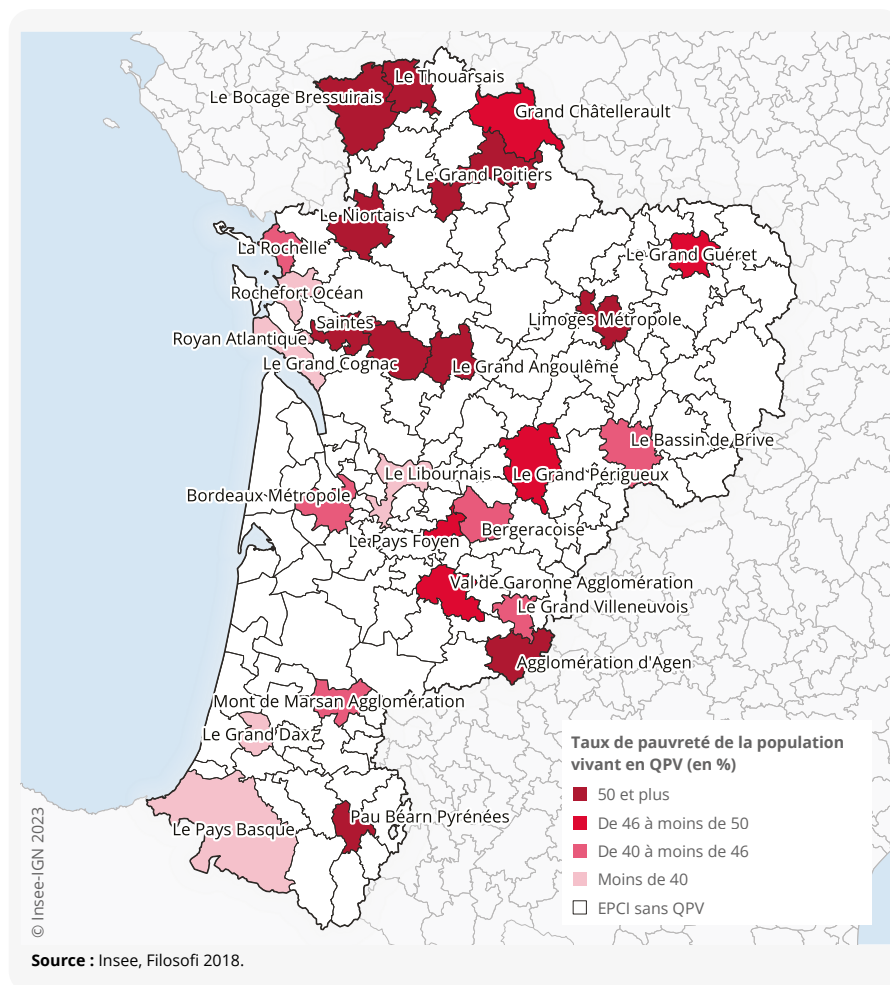 Le Thouarsais
Le Bocage Bressuirais
Grand Châtellerault
Le Grand Poitiers
Le Niortais
La Rochelle
Le Grand Guéret
Rochefort Océan
Saintes
Limoges Métropole
Royan Atlantique
Le Grand Cognac
Le Grand Angoulême
Le Bassin de Brive
Le Libournais
Le Grand Périgueux
Bordeaux Métropole
Bergeracoise
Le Pays Foyen
Val de Garonne Agglomération
Le Grand Villeneuvois
Agglomération d'Agen
Mont de Marsan Agglomération
Le Grand Dax
Pau Béarn Pyrénées
Le Pays Basque
Taux de pauvreté de la population
vivant en QPV (en %)
50 et plus
De 46 à moins de 50
De 40 à moins de 46
Moins de 40
EPCI sans QPV
© Insee-IGN 2023
Source : Insee, Filosofi 2018.